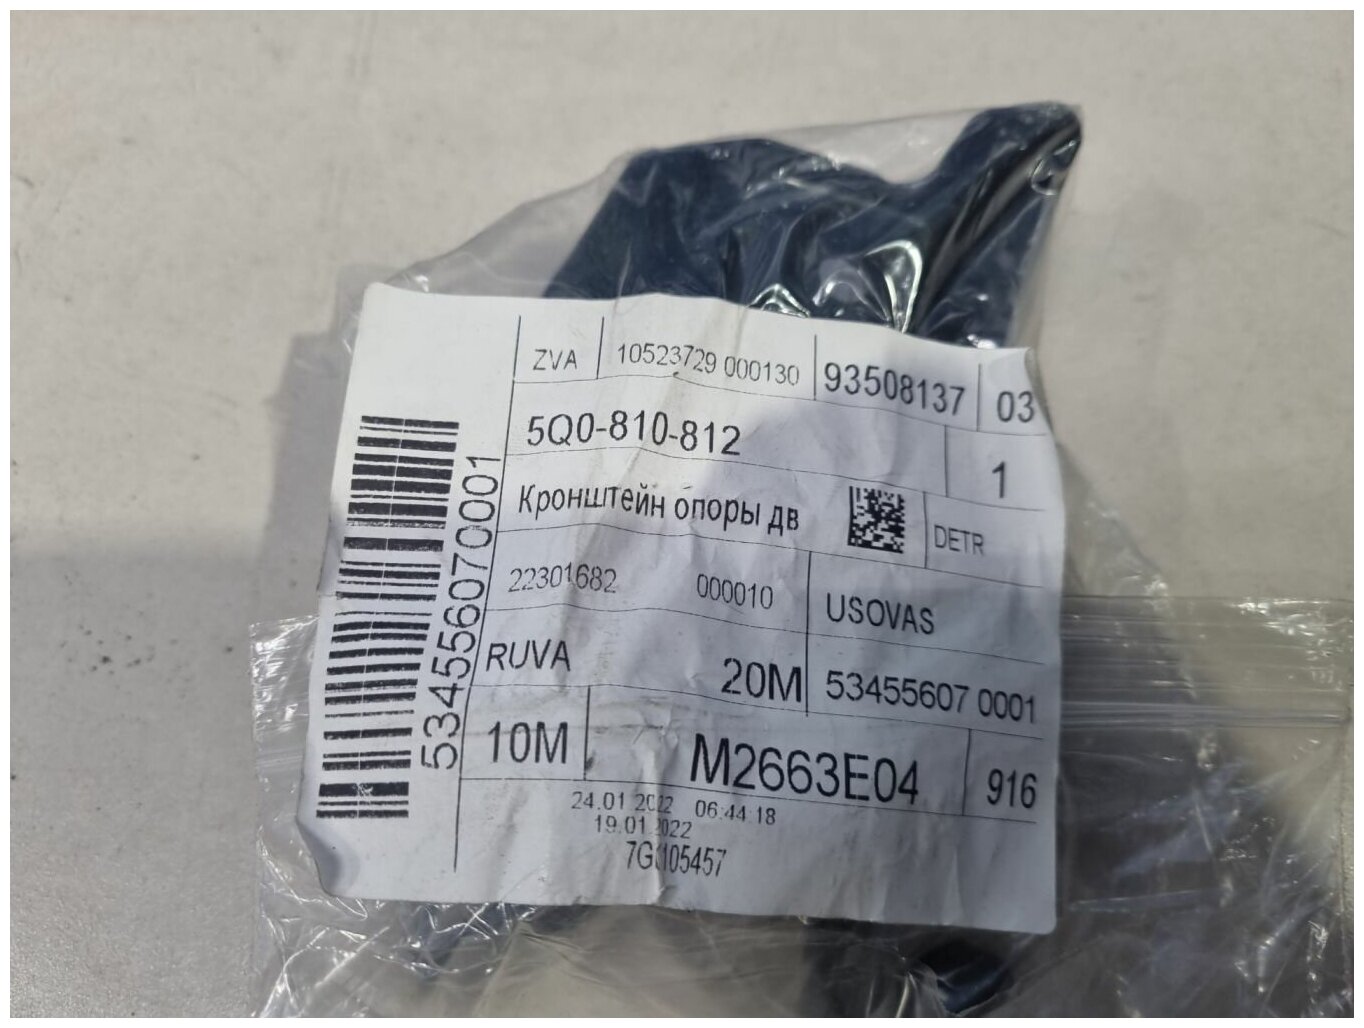 ZVA 10523729 000130 93508137 03
5Q0-810-812 1
Кронштейн опоры дв DETR
22301682 000010 USOVAS
RUVA 20M 53455607 0001
10M M2663E04 916
24.01.2022 06:44:18
19.01.2022
105457
534556070001